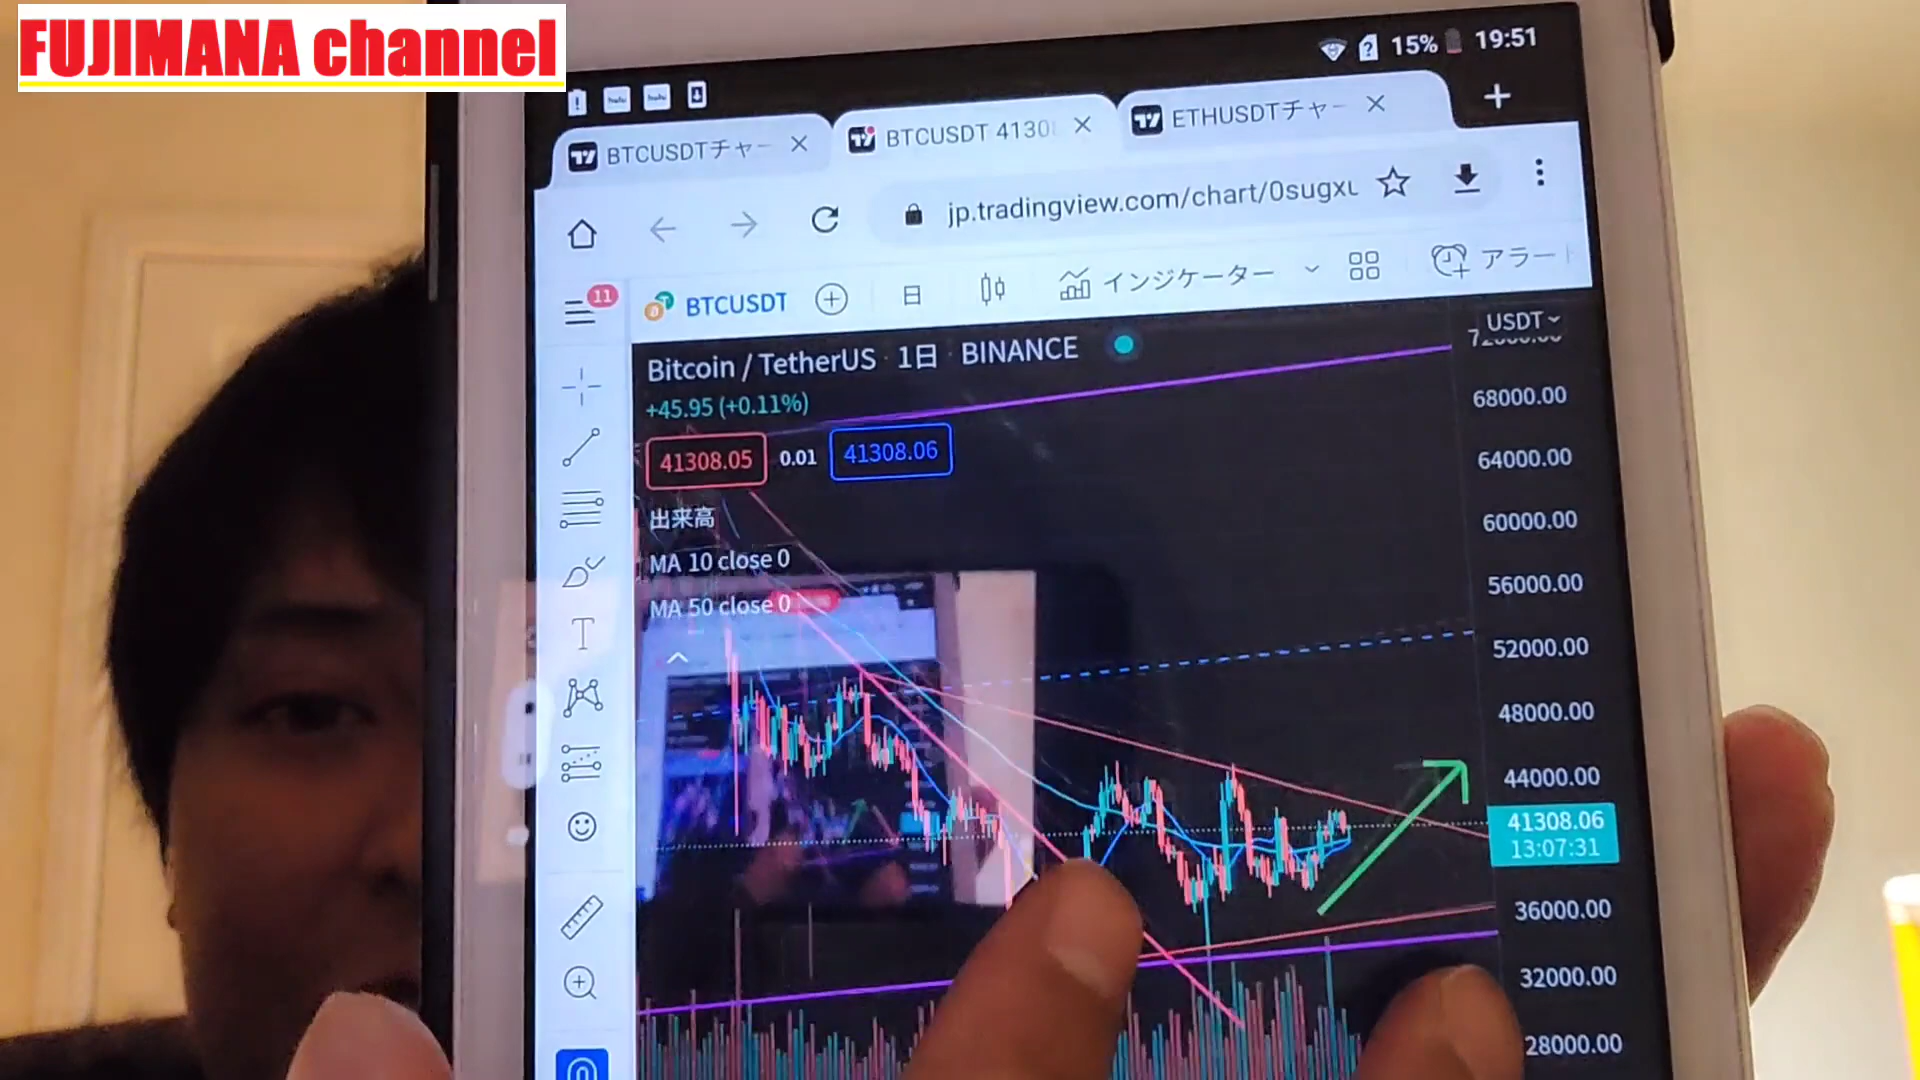 FUJIMANA channel
15% 19:51
BTCUSDTチャー
BTCUSDT 4130
ETHUSDTチャー
jp.tradingview.com/chart/0sugxu
11
BTCUSDT
日
インジケーター
アラー
Bitcoin / TetherUS · 1日 · BINANCE
USDT
72000.00
+45.95 (+0.11%)
68000.00
41308.05
0.01
41308.06
64000.00
出来高
60000.00
MA 10 close 0
56000.00
MA 50 close 0
52000.00
48000.00
44000.00
41308.06
13:07:31
36000.00
32000.00
28000.00